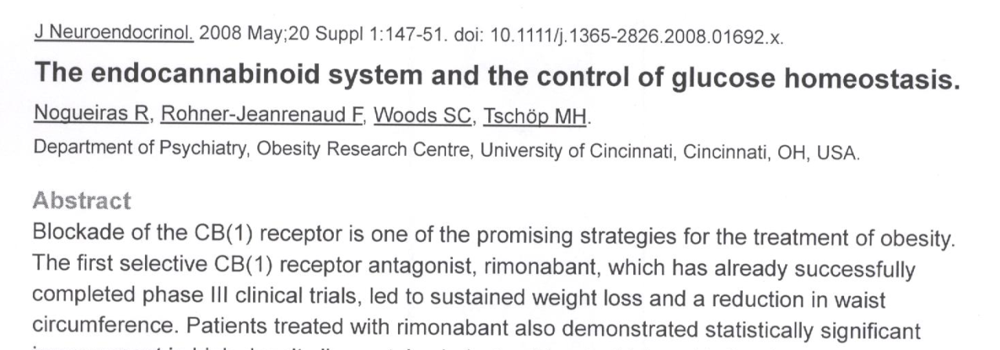 J Neuroendocrinol. 2008 May;20 Suppl 1:147-51. doi: 10.1111/j.1365-2826.2008.01692.x.
The endocannabinoid system and the control of glucose homeostasis.
Nogueiras R, Rohner-Jeanrenaud F, Woods SC, Tschöp MH.
Department of Psychiatry, Obesity Research Centre, University of Cincinnati, Cincinnati, OH, USA.
Abstract
Blockade of the CB(1) receptor is one of the promising strategies for the treatment of obesity.
The first selective CB(1) receptor antagonist, rimonabant, which has already successfully
completed phase III clinical trials, led to sustained weight loss and a reduction in waist
circumference. Patients treated with rimonabant also demonstrated statistically significant